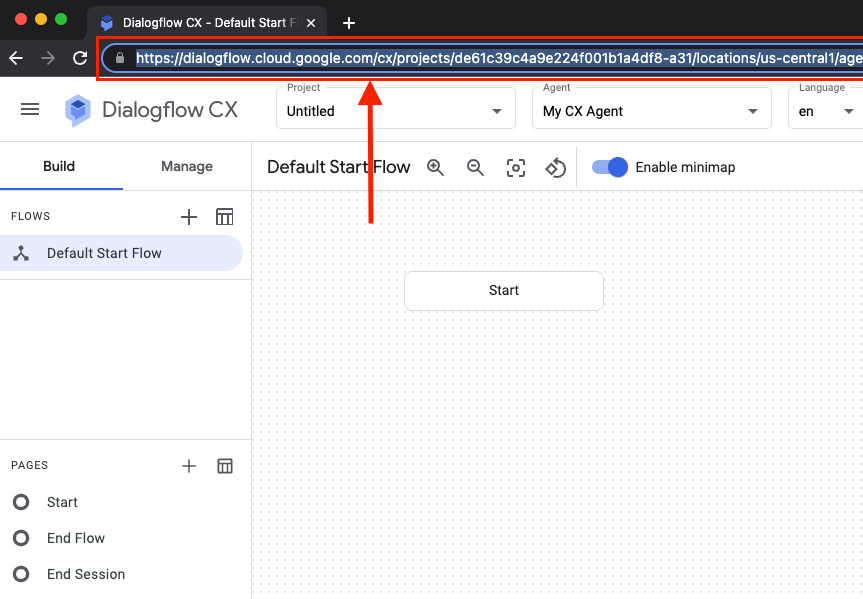 Dialogflow CX - Default Start F
https://dialogflow.cloud.google.com/cx/projects/de61c39c4a9e224f001b1a4df8-a31/locations/us-central1/age
Dialogflow CX
Project
Untitled
Agent
My CX Agent
Language
en
Build
Manage
Default Start Flow
Enable minimap
FLOWS
Default Start Flow
Start
PAGES
Start
End Flow
End Session